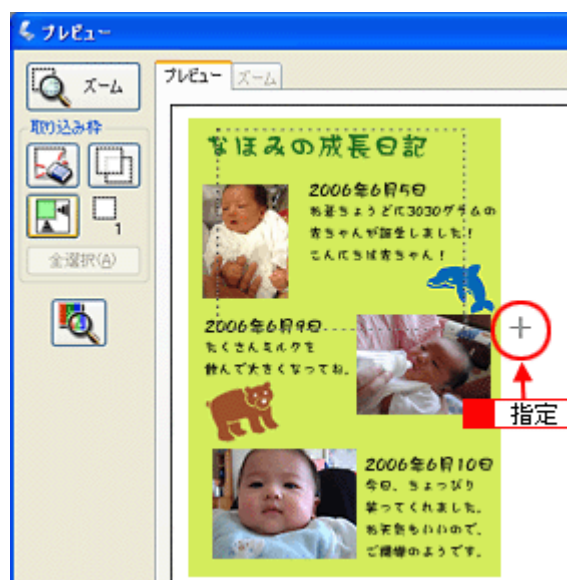 プレビュー
ズーム
プレビュー ズーム
取り込み枠
1
全選択(A)
なほみの成長日記
2006年6月5日
お昼ちょうどに3030グラムの
赤ちゃんが誕生しました!
こんにちは赤ちゃん!
2006年6月9日
たくさんミルクを
飲んで大きくなってね。
指定
2006年6月10日
今日、ちょっぴり
笑ってくれました。
お天気もいいので、
ご機嫌のようです。